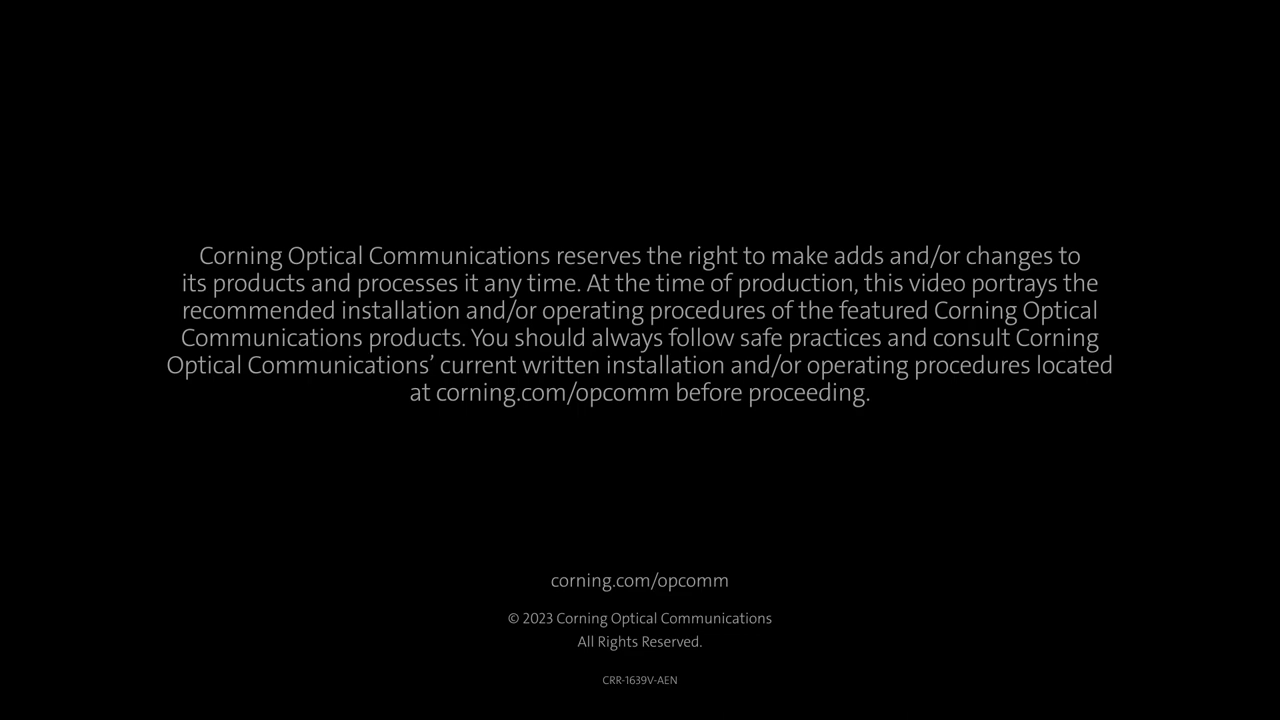 Corning Optical Communications reserves the right to make adds and/or changes to
its products and processes it any time. At the time of production, this video portrays the
recommended installation and/or operating procedures of the featured Corning Optical
Communications products. You should always follow safe practices and consult Corning
Optical Communications’ current written installation and/or operating procedures located
at corning.com/opcomm before proceeding.
corning.com/opcomm
© 2023 Corning Optical Communications
All Rights Reserved.
CRR-1639V-AEN